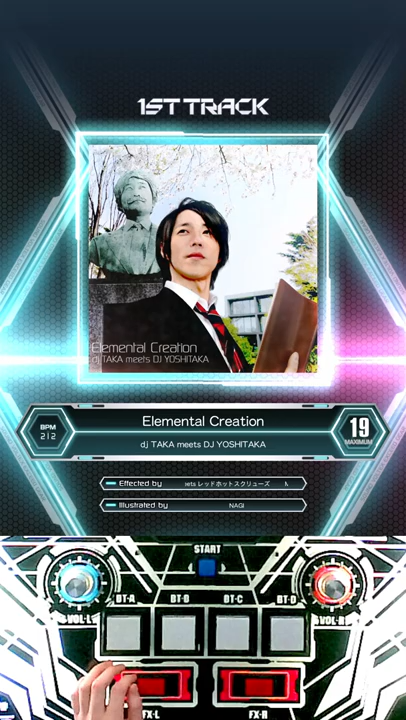 1ST TRACK
Elemental Creation
dj TAKA meets DJ YOSHITAKA
BPM
212
Elemental Creation
dj TAKA meets DJ YOSHITAKA
19
MAXIMUM
Effected by
レッドホットスクリューズ
Illustrated by NAGI
START
BT-A BT-B BT-C BT-D
VOL-L VOL-R
FX-L FX-R